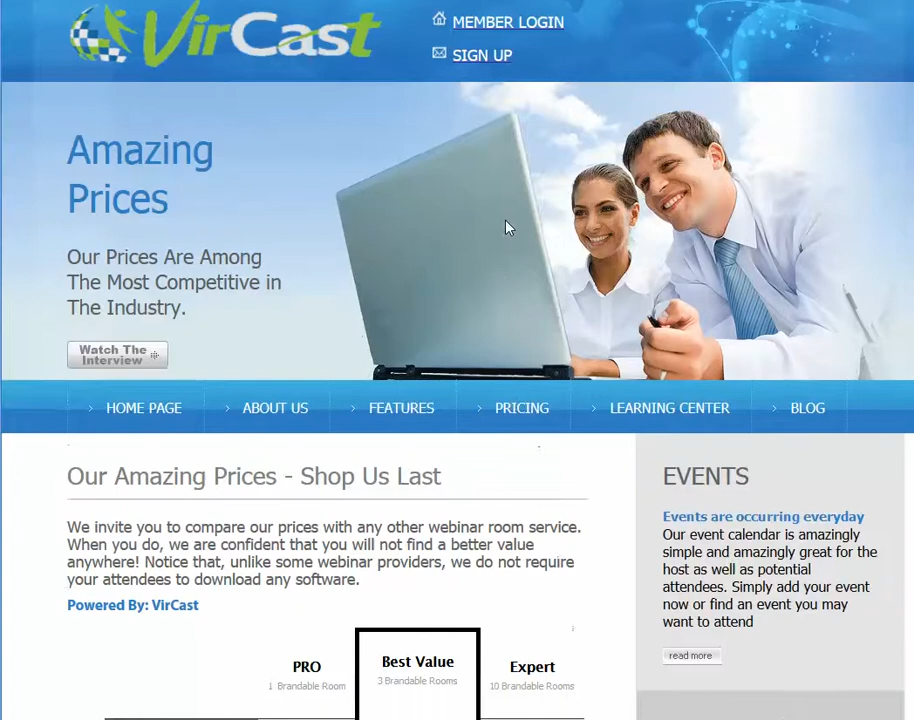 VirCast
MEMBER LOGIN
SIGN UP
Amazing
Prices
Our Prices Are Among
The Most Competitive in
The Industry.
Watch The
Interview
HOME PAGE
ABOUT US
FEATURES
PRICING
LEARNING CENTER
BLOG
Our Amazing Prices - Shop Us Last
We invite you to compare our prices with any other webinar room service.
When you do, we are confident that you will not find a better value
anywhere! Notice that, unlike some webinar providers, we do not require
your attendees to download any software.
Powered By: VirCast
PRO
1 Brandable Room
Best Value
3 Brandable Rooms
Expert
10 Brandable Rooms
EVENTS
Events are occurring everyday
Our event calendar is amazingly
simple and amazingly great for the
host as well as potential
attendees. Simply add your event
now or find an event you may
want to attend
read more